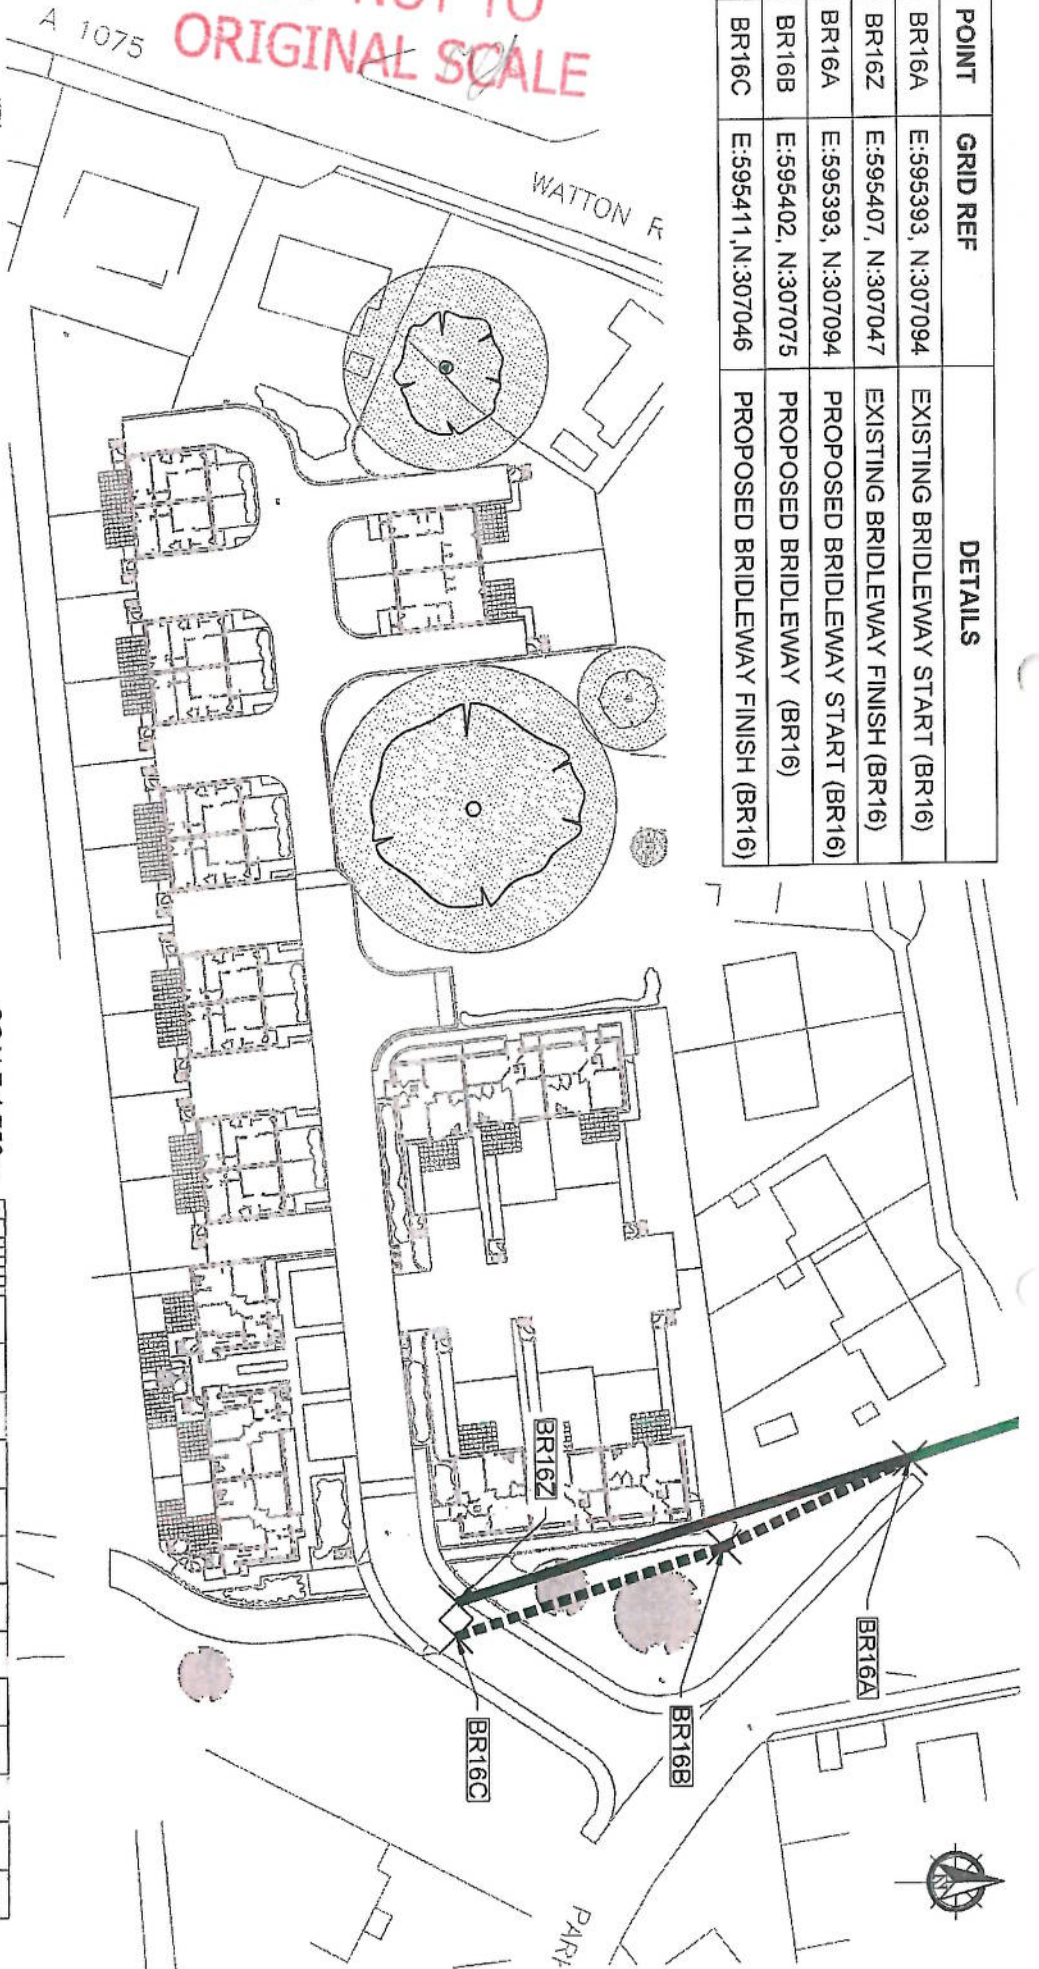 POINT GRID REF DETAILS
BR16A E:595393, N:307094 EXISTING BRIDLEWAY START (BR16)
BR16Z E:595407, N:307047 EXISTING BRIDLEWAY FINISH (BR16)
BR16A E:595393, N:307094 PROPOSED BRIDLEWAY START (BR16)
BR16B E:595402, N:307075 PROPOSED BRIDLEWAY (BR16)
BR16C E:595411,N:307046 PROPOSED BRIDLEWAY FINISH (BR16)
NOT TO
ORIGINAL SCALE
A 1075
WATTON R
BR16Z
BR16A
BR16B
BR16C
N
PARK